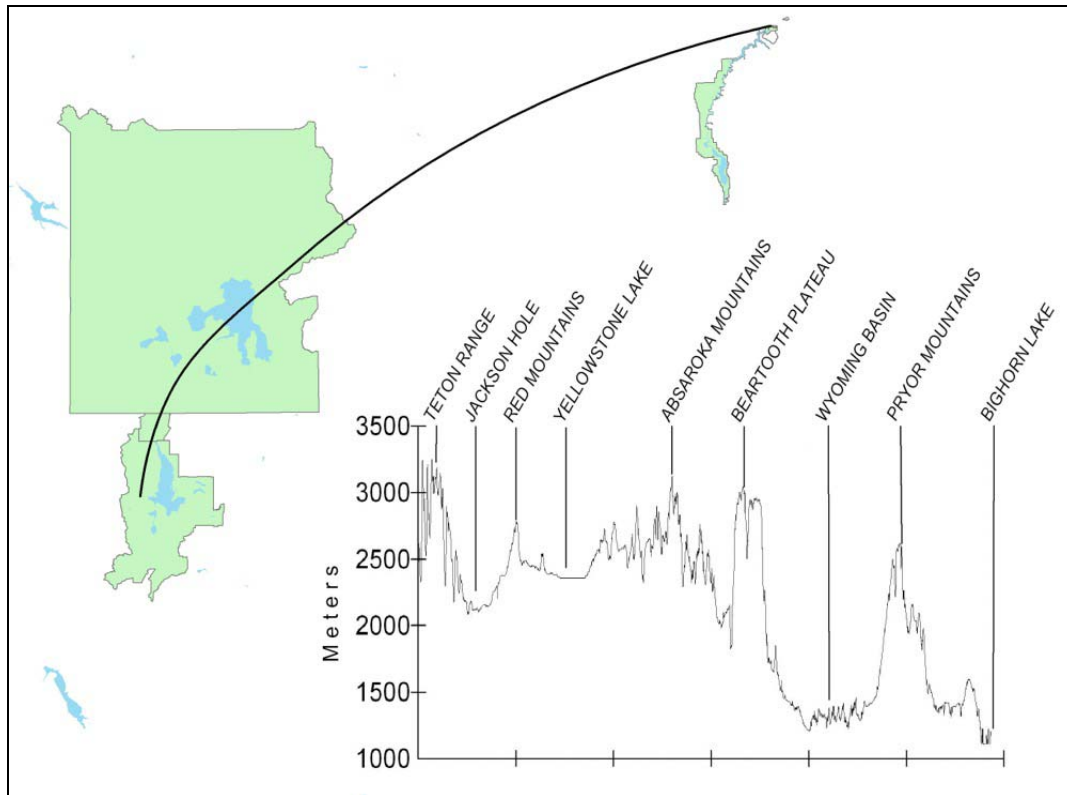 TETON RANGE
JACKSON HOLE
RED MOUNTAINS
YELLOWSTONE LAKE
ABSAROKA MOUNTAINS
BEARTOOTH PLATEAU
WYOMING BASIN
PRYOR MOUNTAINS
BIGHORN LAKE
3500
3000
2500
2000
1500
1000
Meters